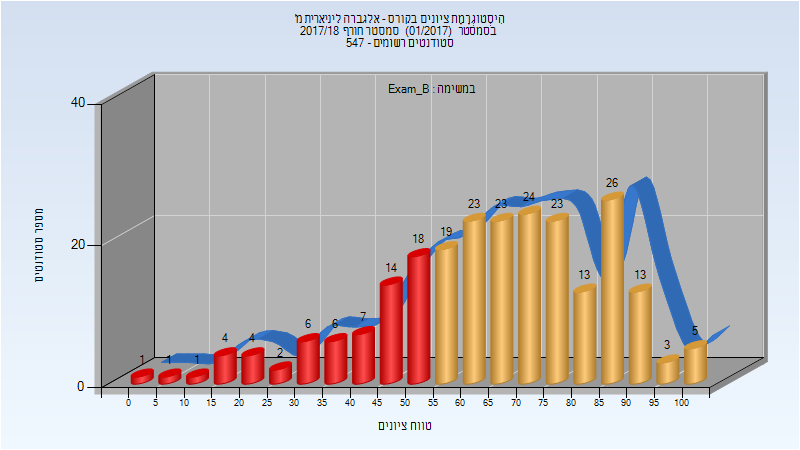 היסטוגרמת ציונים בקורס - אלגברה ליניארית מ'
בסמסטר (01/2017) סמסטר חורף 2017/18
סטודנטים רשומים - 547
במשימה : Exam_B
מספר סטודנטים
40
20
0
1 1 1 4 4 2 6 6 7 14 18 19 23 23 24 23 13 26 13 3 5
0 5 10 15 20 25 30 35 40 45 50 55 60 65 70 75 80 85 90 95 100
טווח ציונים